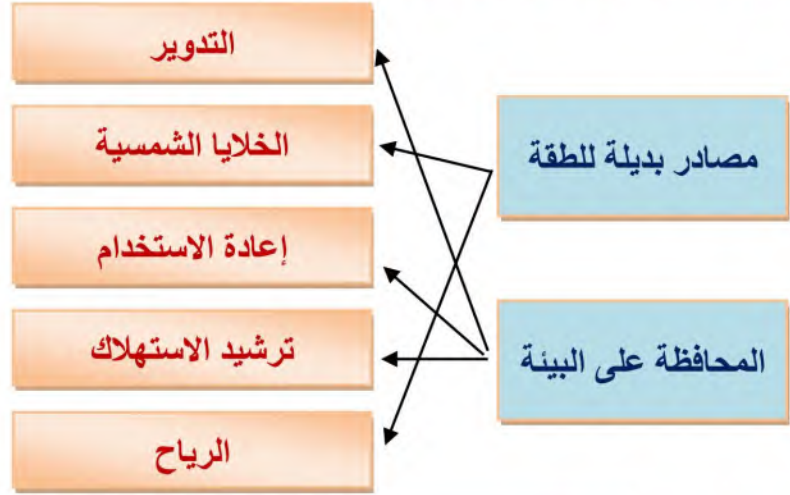 مصادر بديلة للطقة
المحافظة على البيئة
التدوير
الخلايا الشمسية
إعادة الاستخدام
ترشيد الاستهلاك
الرياح